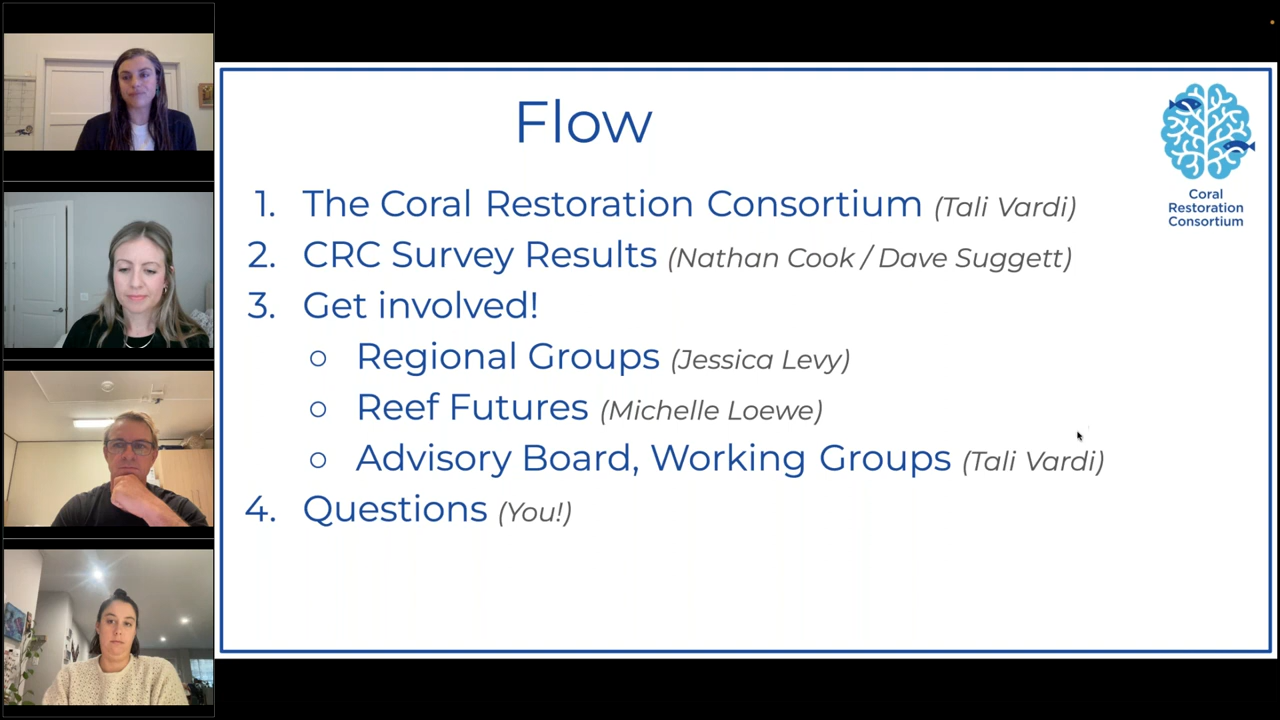 Flow
1. The Coral Restoration Consortium (Tali Vardi)
2. CRC Survey Results (Nathan Cook / Dave Suggett)
3. Get involved!
○ Regional Groups (Jessica Levy)
○ Reef Futures (Michelle Loewe)
○ Advisory Board, Working Groups (Tali Vardi)
4. Questions (You!)
Coral
Restoration
Consortium